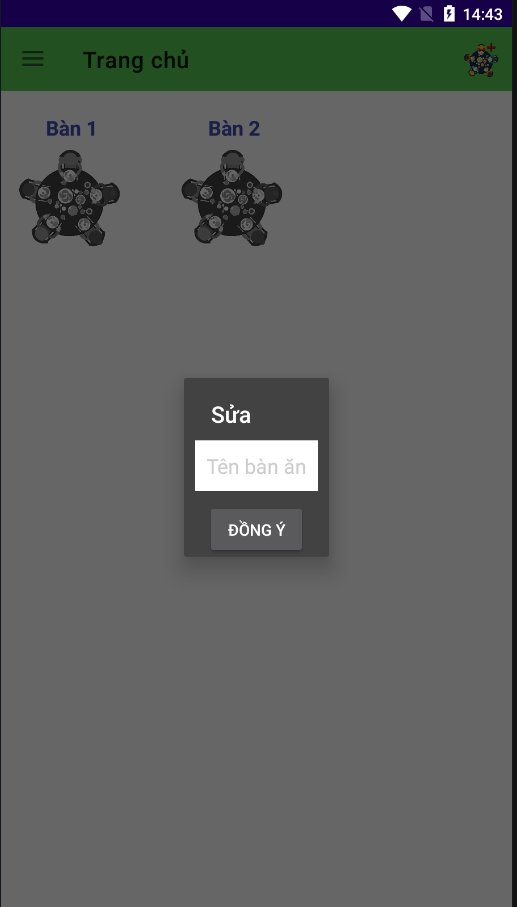 14:43
Trang chủ
Bàn 1
Bàn 2
Sửa
Tên bàn ăn
ĐỒNG Ý